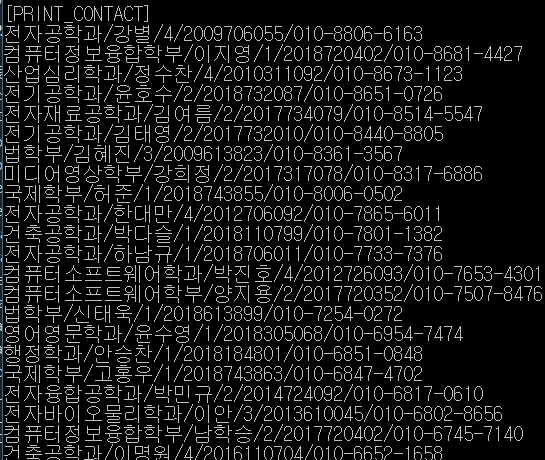 [PRINT_CONTACT]
전자공학과/강별/4/2009706055/010-8806-6163
컴퓨터정보융합학부/이지영/1/2018720402/010-8681-4427
산업심리학과/정수찬/4/2010311092/010-8673-1123
전기공학과/윤호수/2/2018732087/010-8651-0726
전자재료공학과/김여름/2/2017734079/010-8514-5547
전기공학과/김태영/2/2017732010/010-8440-8805
법학부/김혜진/3/2009613823/010-8361-3567
미디어영상학부/강희정/2/2017317078/010-8317-6886
국제학부/허준/1/2018743855/010-8006-0502
전자공학과/한대만/4/2012706092/010-7865-6011
건축공학과/박다슬/1/2018110799/010-7801-1382
전자공학과/하남규/1/2018706011/010-7733-7376
컴퓨터소프트웨어학과/박진호/4/2012726093/010-7653-4301
컴퓨터소프트웨어학부/양지용/2/2017720352/010-7507-8476
법학부/신태욱/1/2018613899/010-7254-0272
영어영문학과/윤수영/1/2018305068/010-6954-7474
행정학과/안승찬/1/2018184801/010-6851-0848
국제학부/고홍우/1/2018743863/010-6847-4702
전자융합공학과/박민규/2/2014724092/010-6817-0610
전자바이오물리학과/이안/3/2013610045/010-6802-8656
컴퓨터정보융합학부/남학승/2/2017720402/010-6745-7140
건축공학과/이명원/4/2016110704/010-6652-1658